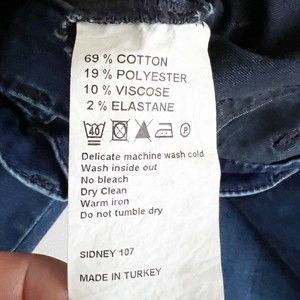 69 % COTTON
19 % POLYESTER
10 % VISCOSE
2 % ELASTANE
40
P
Delicate machine wash cold
Wash inside out
No bleach
Dry Clean
Warm iron
Do not tumble dry
SIDNEY 107
MADE IN TURKEY